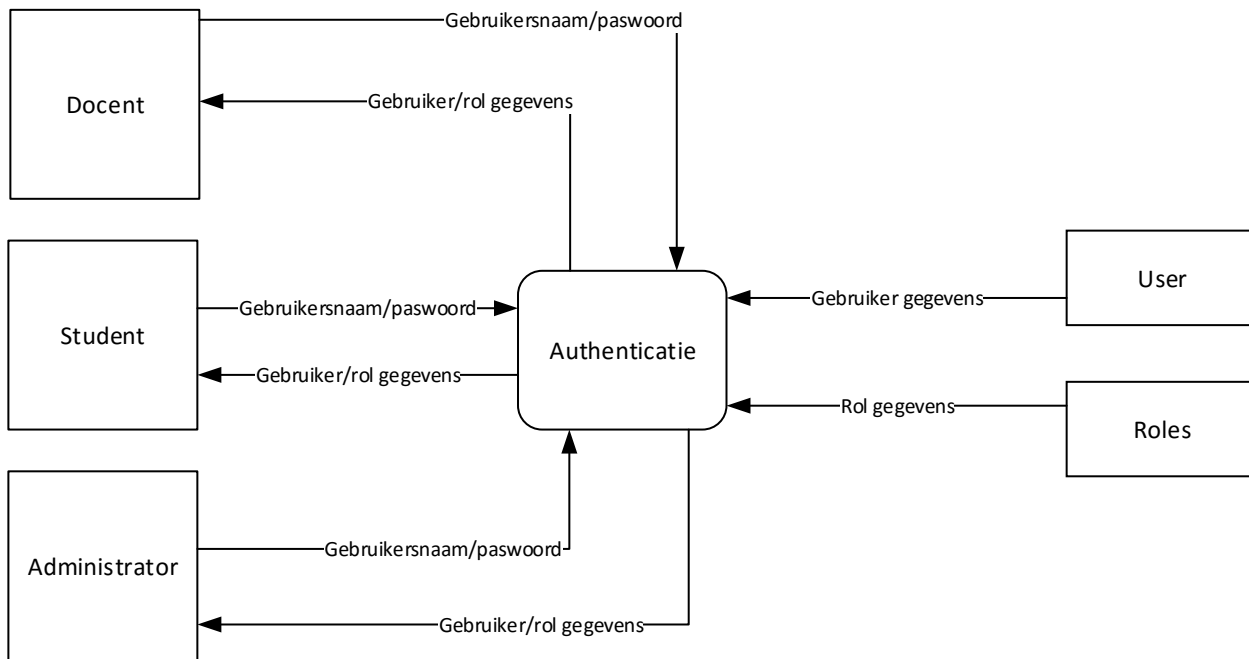 Gebruikersnaam/paswoord
Docent
Gebruiker/rol gegevens
User
Gebruiker gegevens
Student
Gebruikersnaam/paswoord
Authenticatie
Gebruiker/rol gegevens
Rol gegevens
Roles
Gebruikersnaam/paswoord
Administrator
Gebruiker/rol gegevens